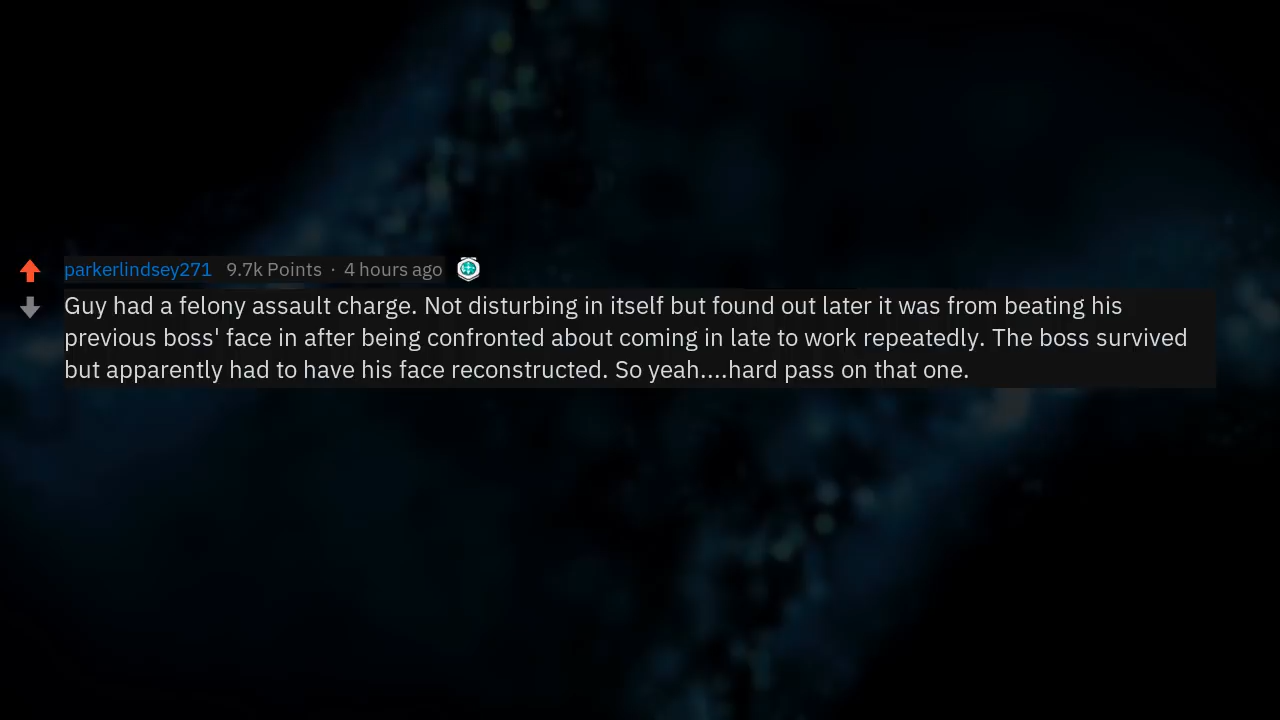 parkerlindsey271 9.7k Points · 4 hours ago
Guy had a felony assault charge. Not disturbing in itself but found out later it was from beating his
previous boss' face in after being confronted about coming in late to work repeatedly. The boss survived
but apparently had to have his face reconstructed. So yeah....hard pass on that one.